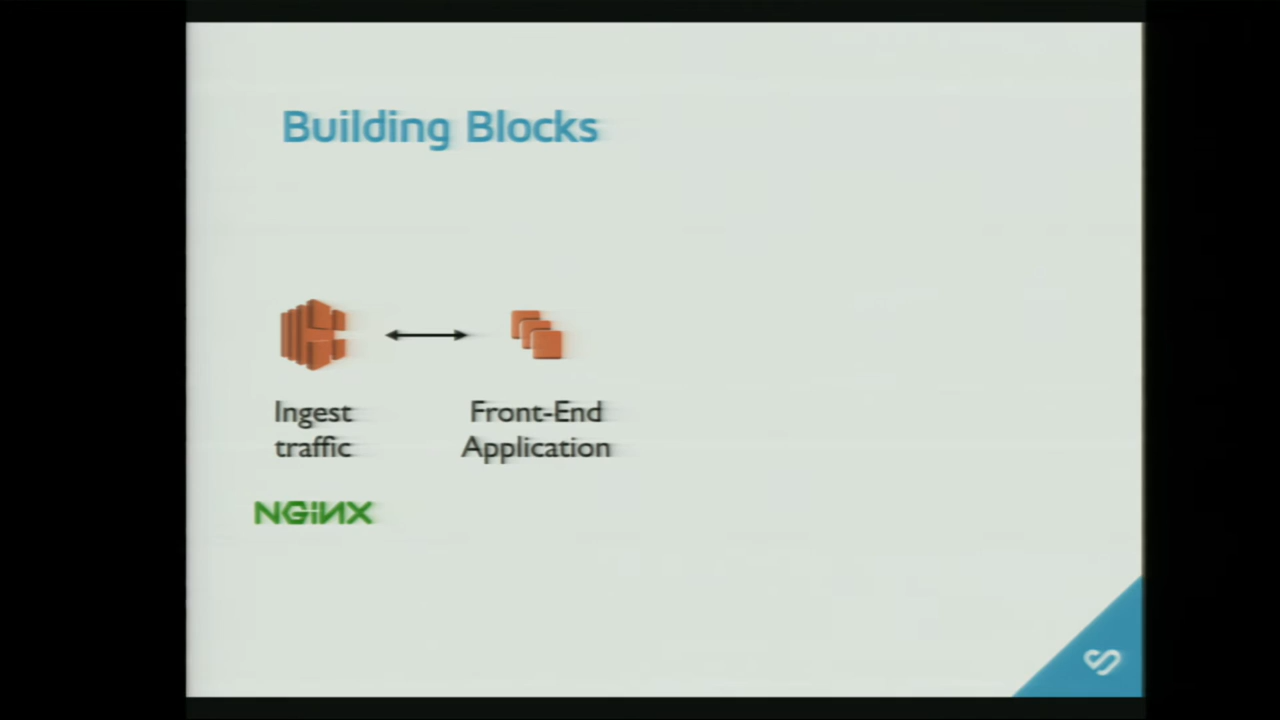 Building Blocks
Ingest
traffic
Front-End
Application
NGiNX